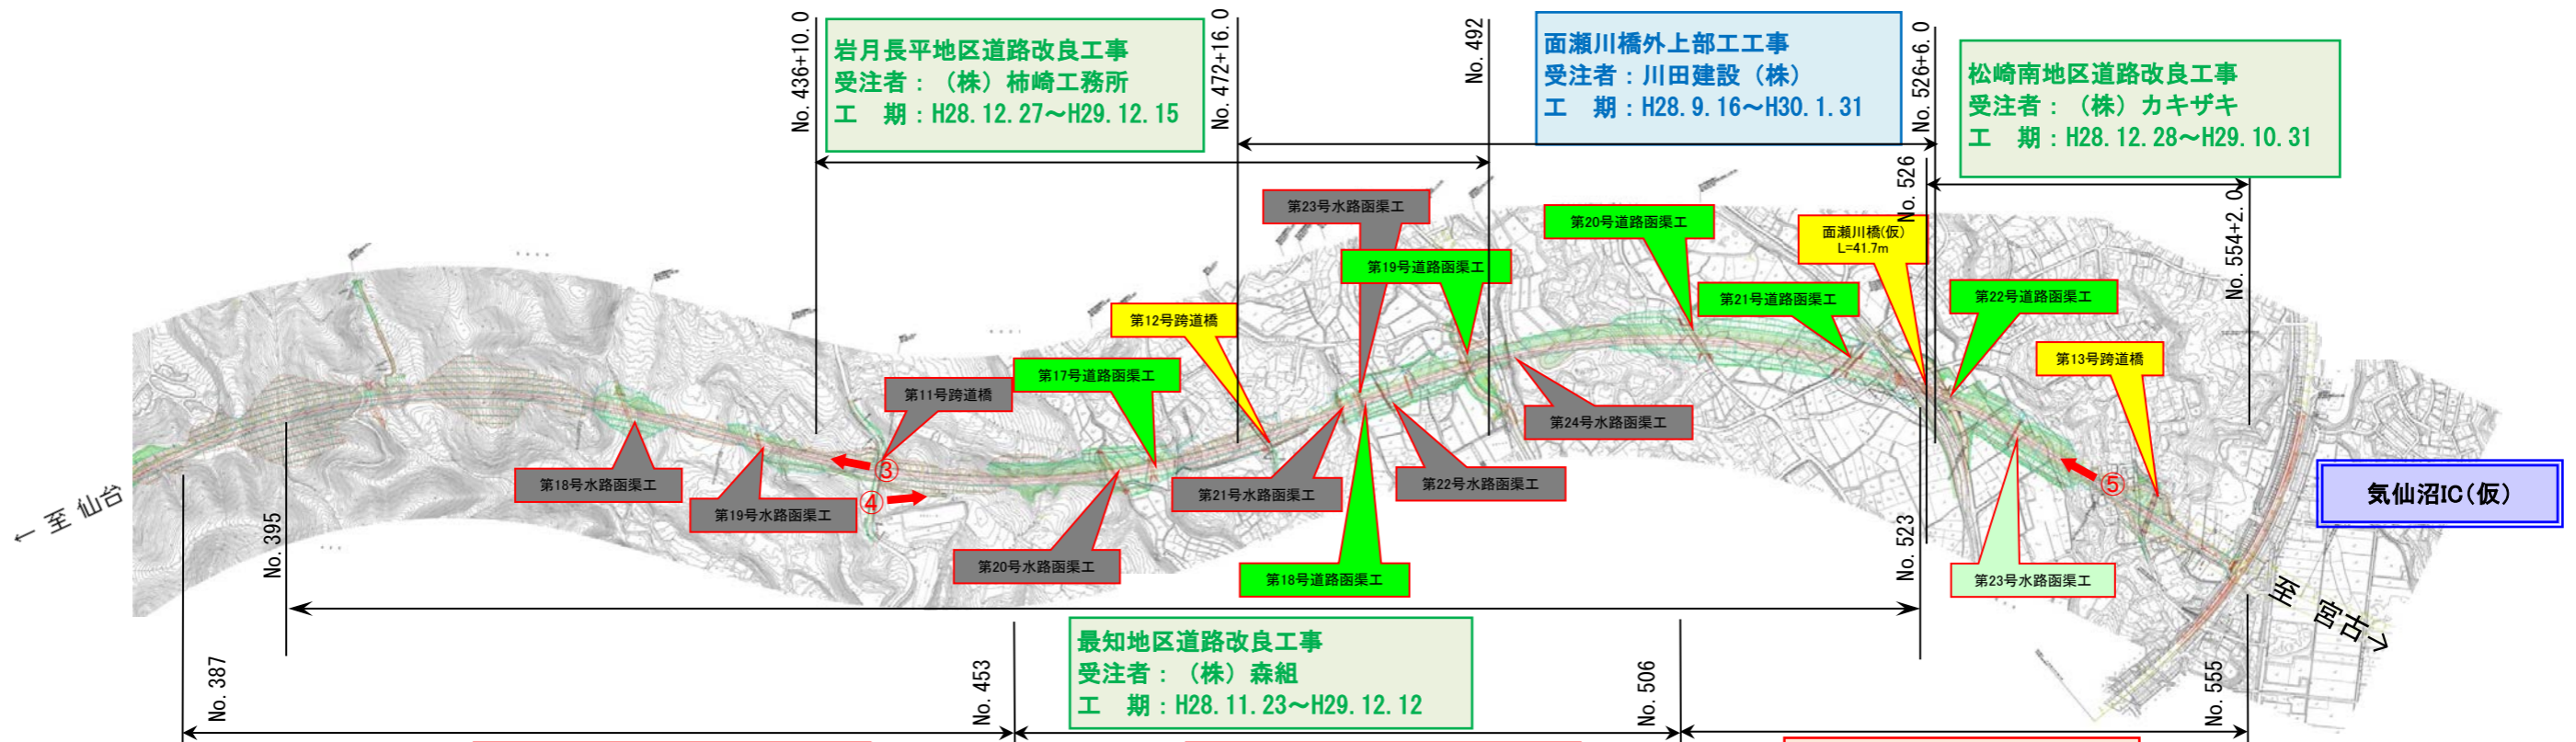 No. 436+10. 0
岩月長平地区道路改良工事
受注者：（株）柿崎工務所
工　期：H28. 12. 27～H29. 12. 15
No. 472+16. 0
No. 492
面瀬川橋外上部工工事
受注者：川田建設（株）
工　期：H28. 9. 16～H30. 1. 31
No. 526+6. 0
松崎南地区道路改良工事
受注者：（株）カキザキ
工　期：H28. 12. 28～H29. 10. 31
No. 526
No. 554+2. 0
第23号水路函渠工
第19号道路函渠工
第20号道路函渠工
面瀬川橋(仮)
L=41.7m
第21号道路函渠工
第22号道路函渠工
第12号跨道橋
第13号跨道橋
第17号道路函渠工
第11号跨道橋
第24号水路函渠工
第18号水路函渠工
第19号水路函渠工
③
④
第21号水路函渠工
第22号水路函渠工
⑤
気仙沼IC(仮)
← 至 仙台
第20号水路函渠工
第18号道路函渠工
第23号水路函渠工
No. 395
No. 523
至 宮古→
最知地区道路改良工事
受注者：（株）森組
工　期：H28. 11. 23～H29. 12. 12
No. 387
No. 453
No. 506
No. 555